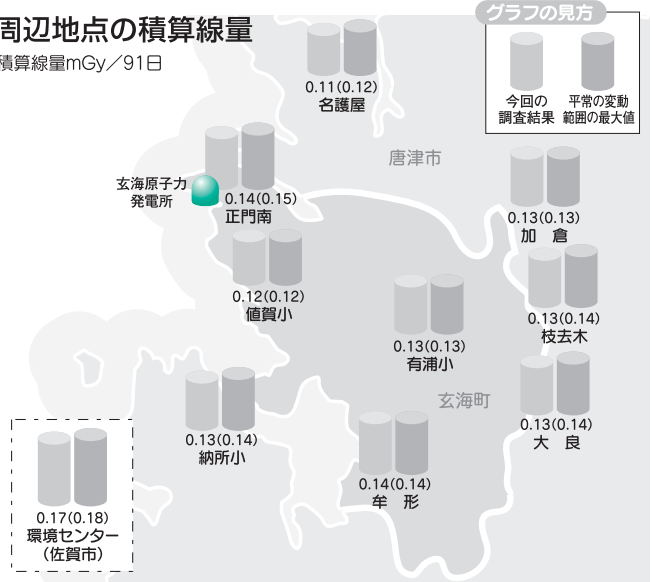 周辺地点の積算線量
積算線量mGy／91日
グラフの見方
今回の
調査結果
平常の変動
範囲の最大値
0.11(0.12)
名護屋
唐津市
玄海原子力
発電所
0.14(0.15)
正門南
0.13(0.13)
加　倉
0.12(0.12)
値賀小
0.13(0.14)
枝去木
0.13(0.13)
有浦小
玄海町
0.13(0.14)
大　良
0.13(0.14)
納所小
0.14(0.14)
牟　形
0.17(0.18)
環境センター
（佐賀市）